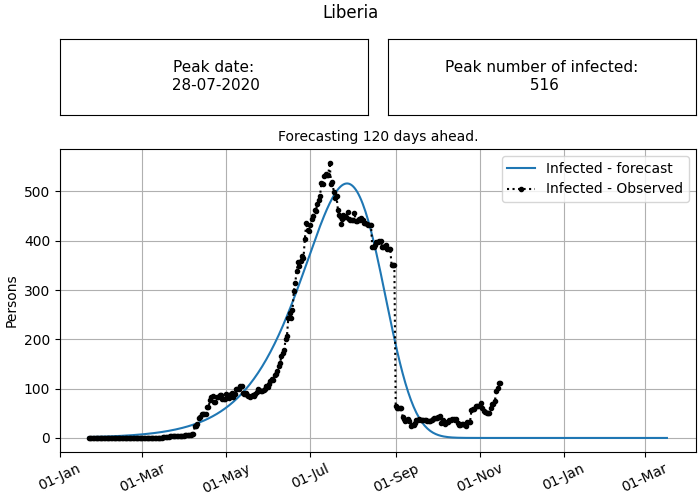 Liberia
Peak date:
28-07-2020
Peak number of infected:
516
Forecasting 120 days ahead.
Infected - forecast
Infected - Observed
Persons
500
400
300
200
100
0
01-Jan
01-Mar
01-May
01-Jul
01-Sep
01-Nov
01-Jan
01-Mar